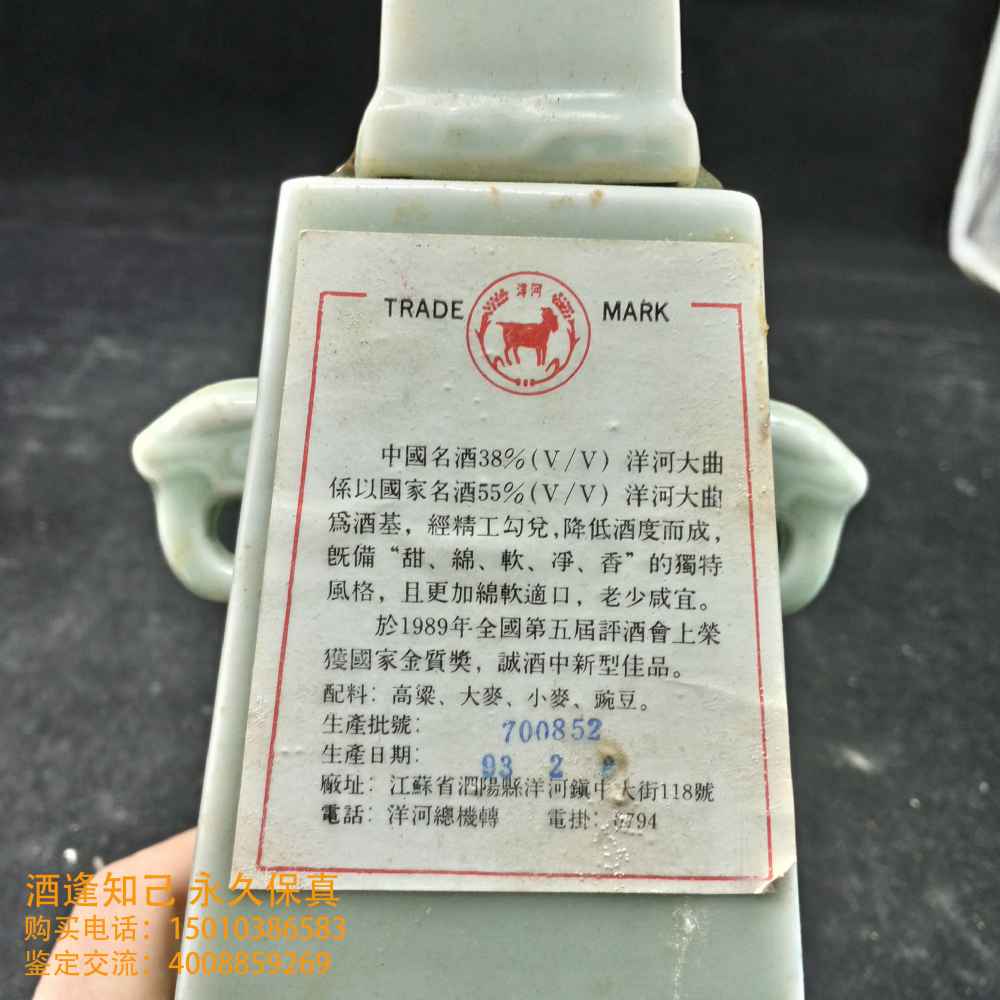 洋河
TRADE MARK
中國名酒38%(V/V) 洋河大曲
係以國家名酒55%(V/V) 洋河大曲
爲酒基，經精工勾兌,降低酒度而成，
既備“甜、綿、軟、凈、香”的獨特
風格，且更加綿軟適口，老少咸宜。
於1989年全國第五屆評酒會上榮
獲國家金質獎，誠酒中新型佳品。
配料：高粱、大麥、小麥、豌豆。
生產批號： 700852
生產日期： 93 2
廠址：江蘇省泗陽縣洋河鎮中大街118號
電話：洋河總機轉 電掛：6794
酒逢知己 永久保真
购买电话：15010386583
鉴定交流：4008859269